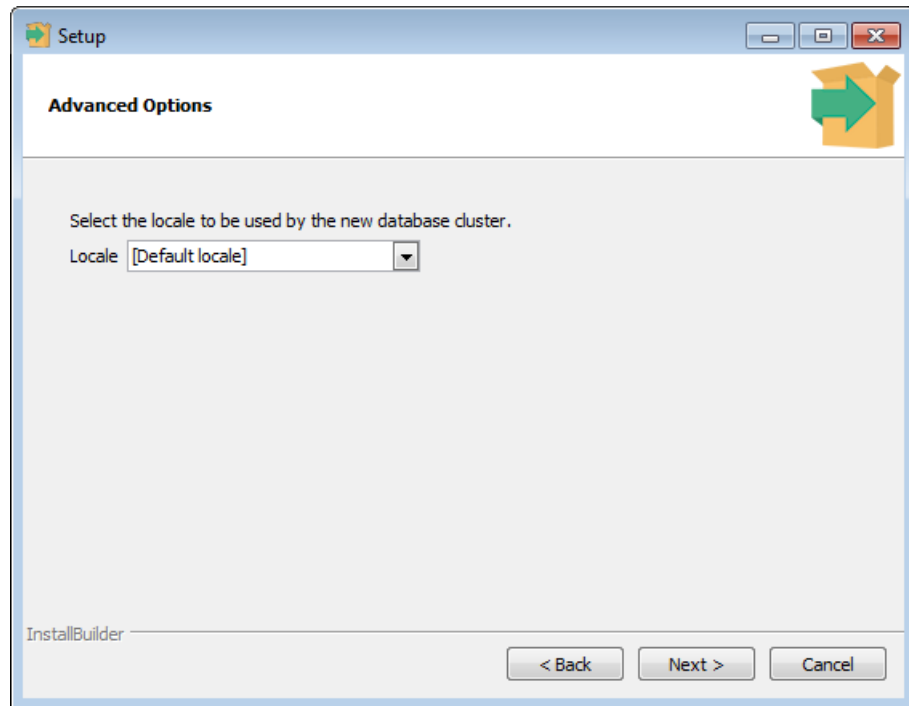 Setup
Advanced Options
Select the locale to be used by the new database cluster.
Locale [Default locale]
InstallBuilder
< Back Next > Cancel